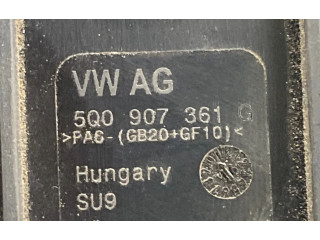 VW AG
5Q0 907 361 G
>PA6-(GB20+GF10)<
Hungary
SU9